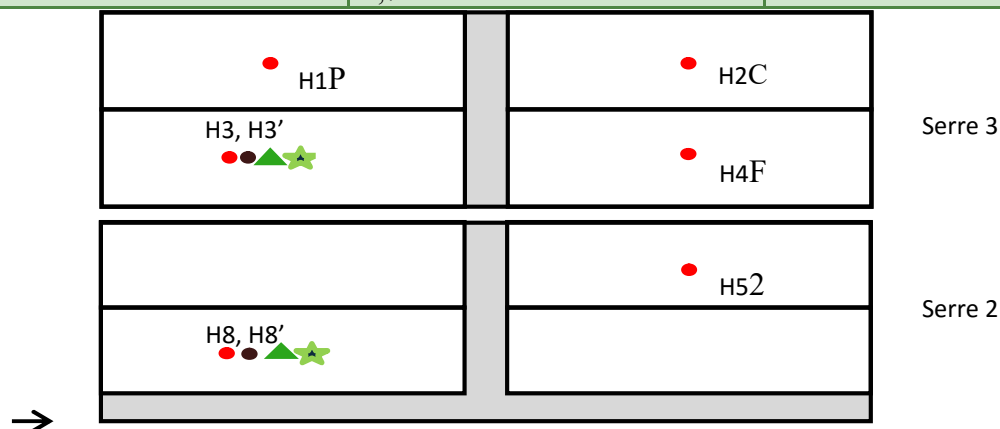 H1P
H2C
Serre 3
H3, H3’
H4F
H52
Serre 2
H8, H8’